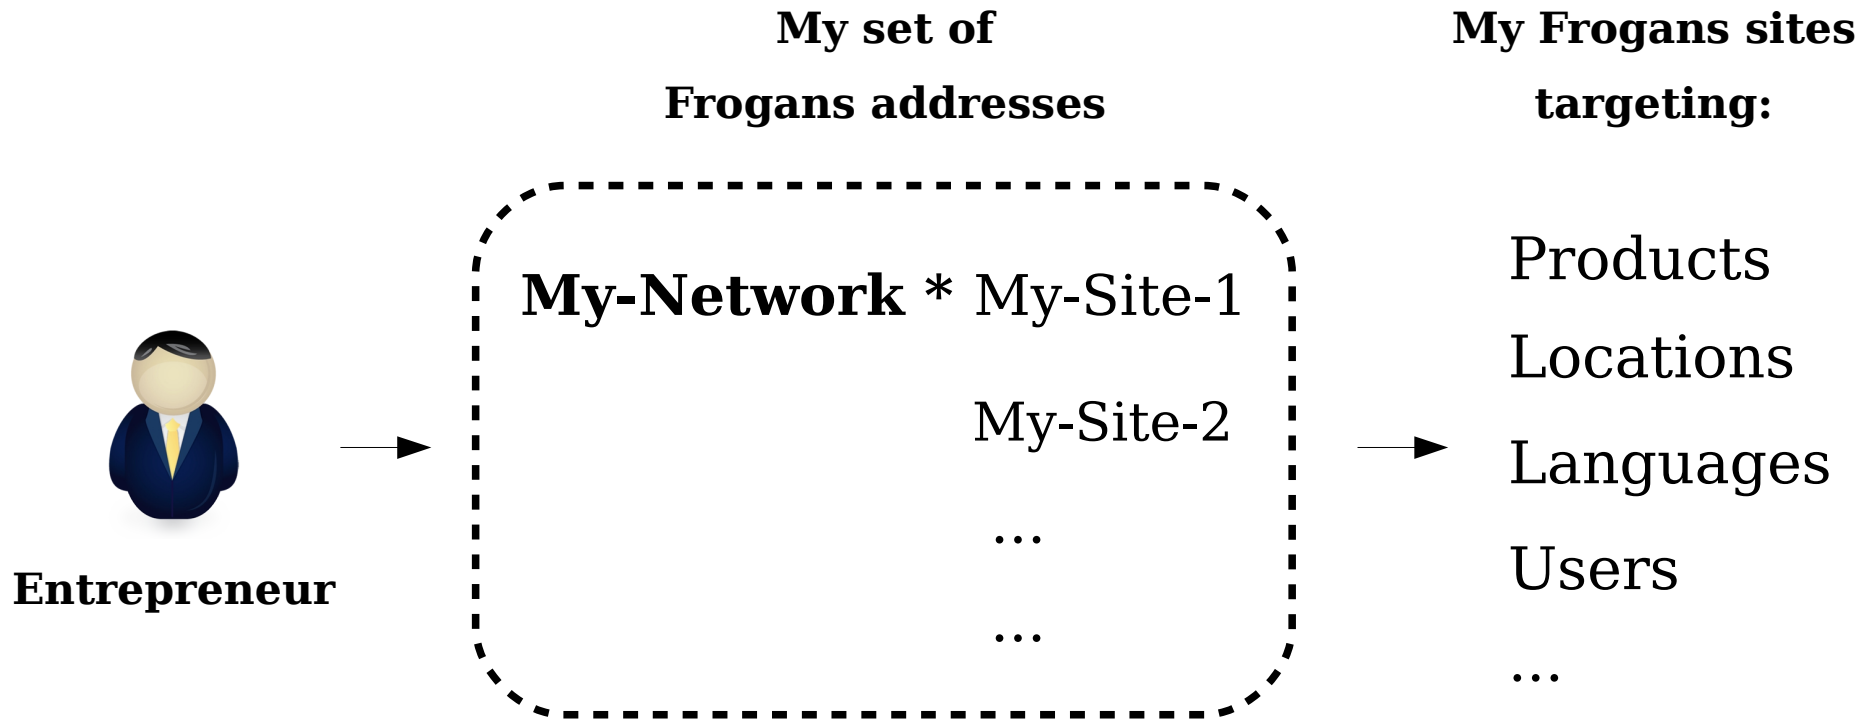 My set of
Frogans addresses
My Frogans sites
targeting:
Entrepreneur
My-Network * My-Site-1
My-Site-2
...
...
Products
Locations
Languages
Users
...